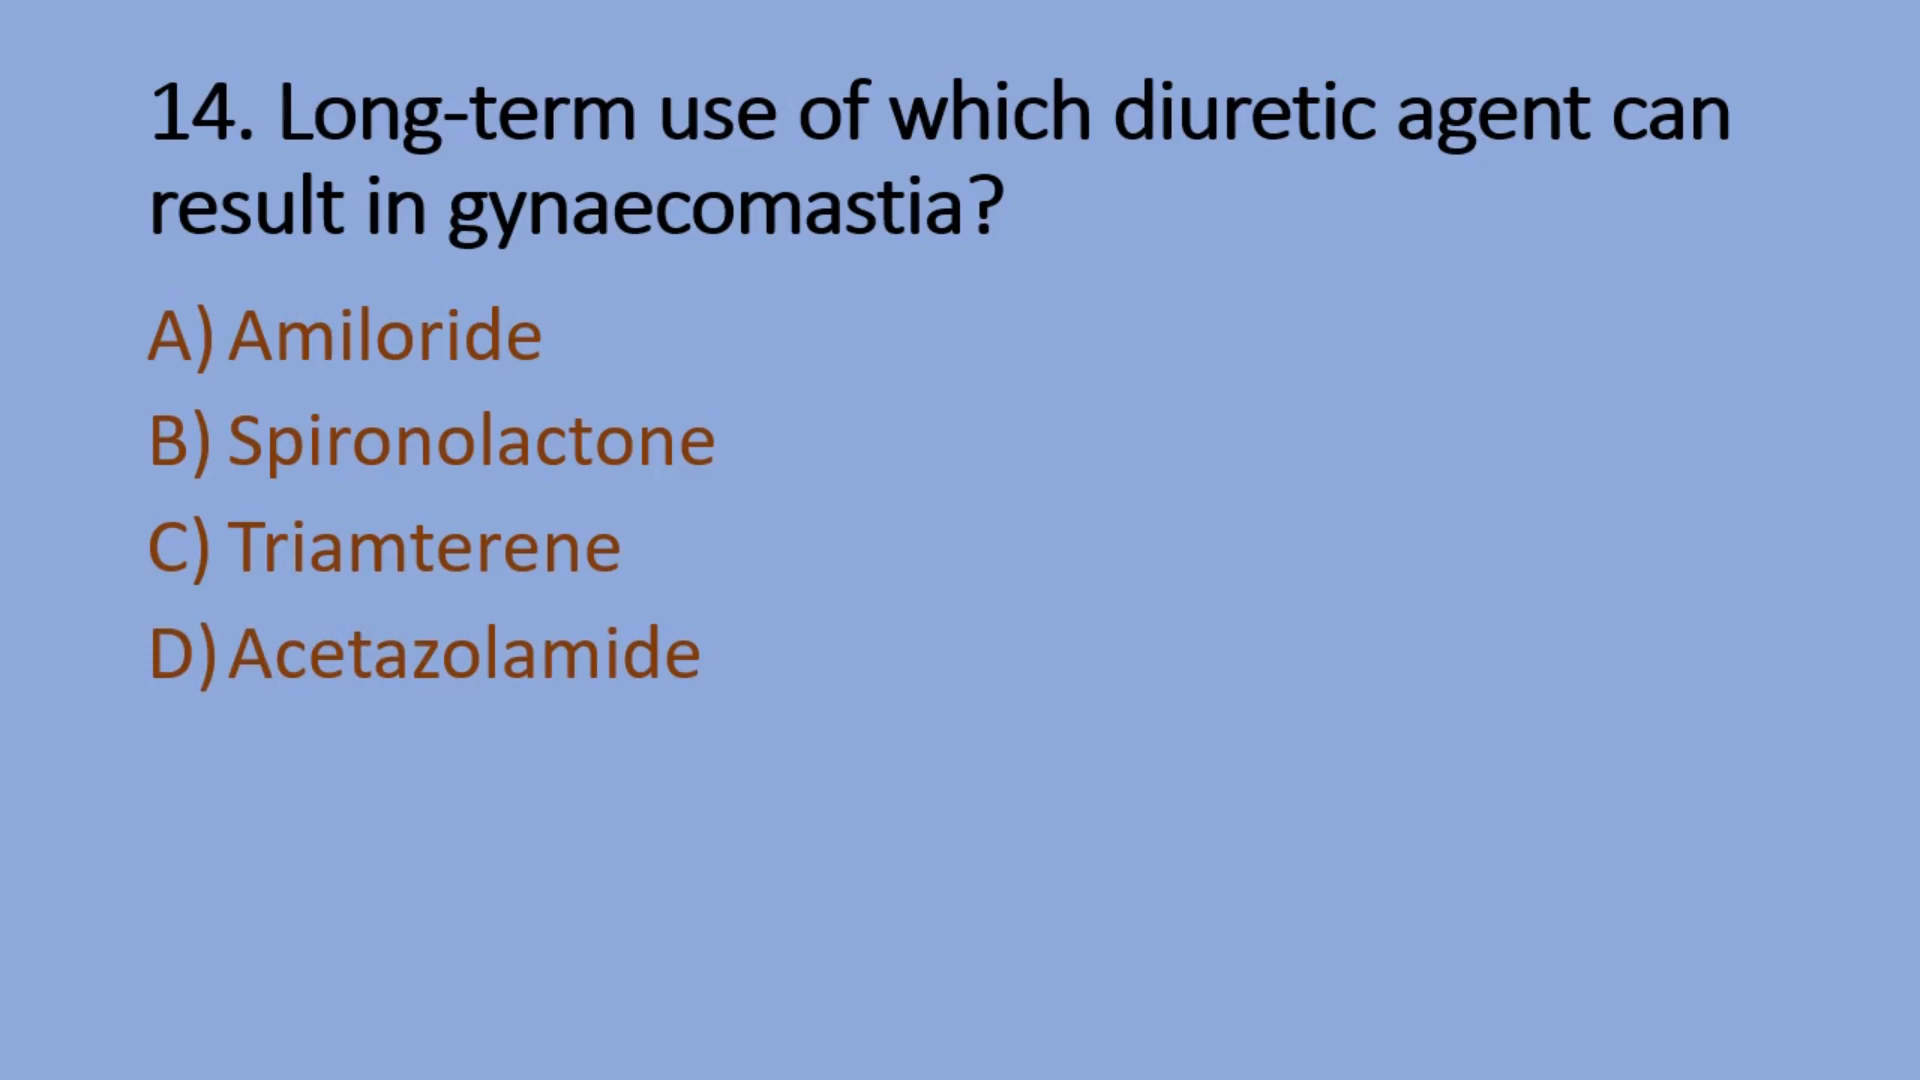 14. Long-term use of which diuretic agent can
result in gynaecomastia?
A) Amiloride
B) Spironolactone
C) Triamterene
D) Acetazolamide